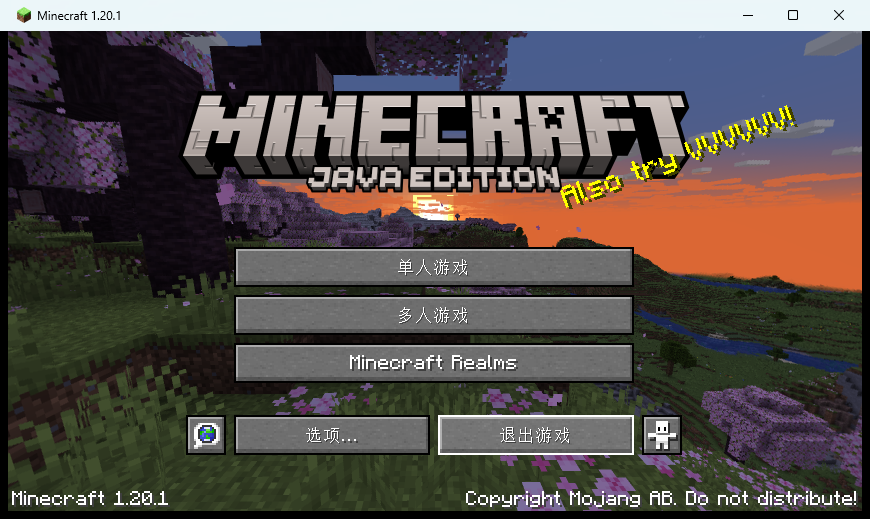 Minecraft 1.20.1
MINECRAFT
JAVA EDITION
Also try VVVVVV!
单人游戏
多人游戏
Minecraft Realms
选项...
退出游戏
Minecraft 1.20.1
Copyright Mojang AB. Do not distribute!